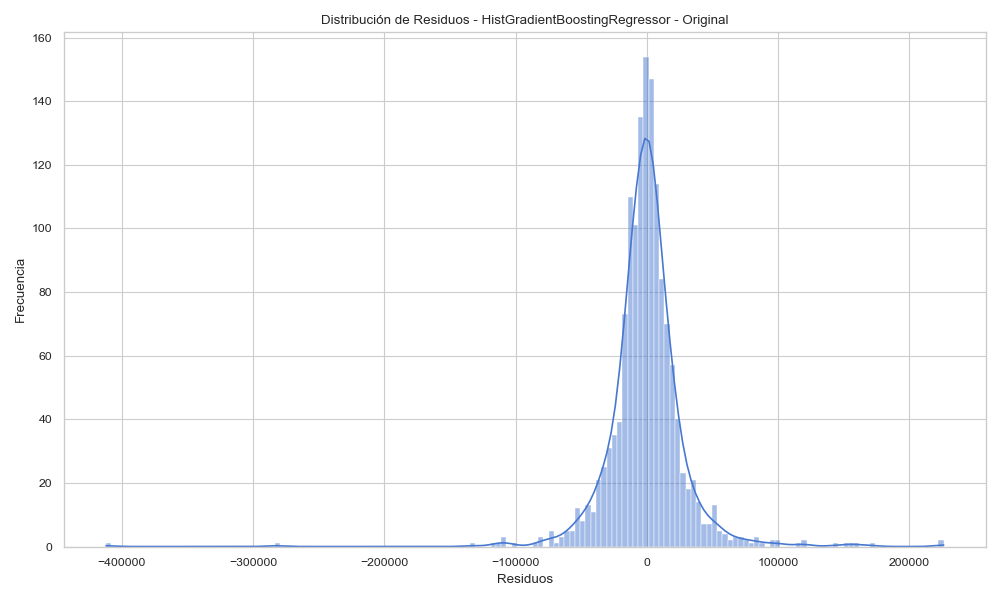 Distribución de Residuos - HistGradientBoostingRegressor - Original
160
140
120
100
80
60
40
20
0
Frecuencia
−400000 −300000 −200000 −100000 0 100000 200000
Residuos